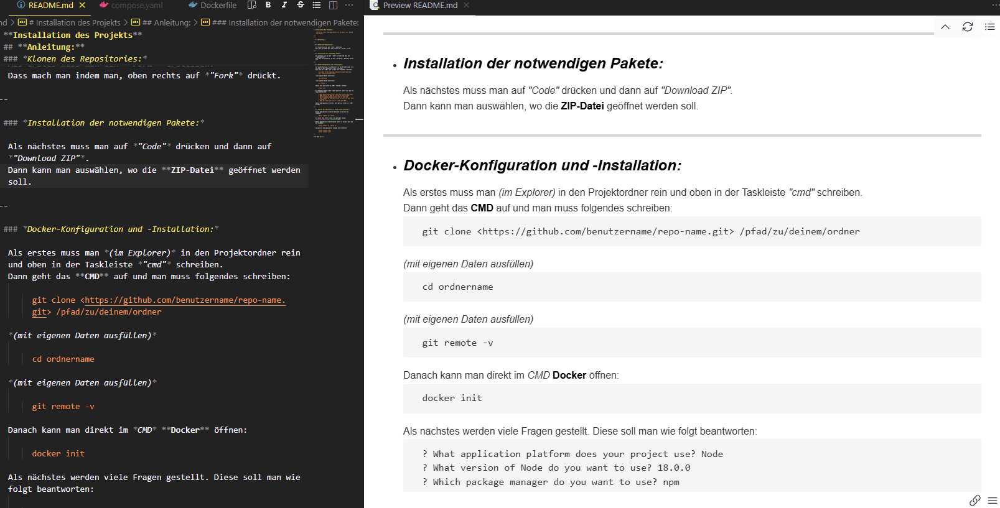 README.md
compose.yaml
Dockerfile
B
I
S
Preview README.md
# Installation des Projekts
## Anleitung:
### Installation der notwendigen Pakete:
**Installation des Projekts**
## **Anleitung:**
### *Klonen des Repositories:*
Dass mach man indem man, oben rechts auf *"Fork"* drückt.
--
### *Installation der notwendigen Pakete:*
Als nächstes muss man auf *"Code"* drücken und dann auf
*"Download ZIP"*.
Dann kann man auswählen, wo die **ZIP-Datei** geöffnet werden
soll.
--
### *Docker-Konfiguration und -Installation:*
Als erstes muss man *(im Explorer)* in den Projektordner rein
und oben in der Taskleiste *"cmd"* schreiben.
Dann geht das **CMD** auf und man muss folgendes schreiben:
git clone <https://github.com/benutzername/repo-name.
git> /pfad/zu/deinem/ordner
*(mit eigenen Daten ausfüllen)*
cd ordnername
*(mit eigenen Daten ausfüllen)*
git remote -v
Danach kann man direkt im *CMD* **Docker** öffnen:
docker init
Als nächstes werden viele Fragen gestellt. Diese soll man wie
folgt beantworten:
Installation der notwendigen Pakete:
Als nächstes muss man auf "Code" drücken und dann auf "Download ZIP".
Dann kann man auswählen, wo die ZIP-Datei geöffnet werden soll.
Docker-Konfiguration und -Installation:
Als erstes muss man (im Explorer) in den Projektordner rein und oben in der Taskleiste "cmd" schreiben.
Dann geht das CMD auf und man muss folgendes schreiben:
git clone <https://github.com/benutzername/repo-name.git> /pfad/zu/deinem/ordner
(mit eigenen Daten ausfüllen)
cd ordnername
(mit eigenen Daten ausfüllen)
git remote -v
Danach kann man direkt im CMD Docker öffnen:
docker init
Als nächstes werden viele Fragen gestellt. Diese soll man wie folgt beantworten:
? What application platform does your project use? Node
? What version of Node do you want to use? 18.0.0
? Which package manager do you want to use? npm